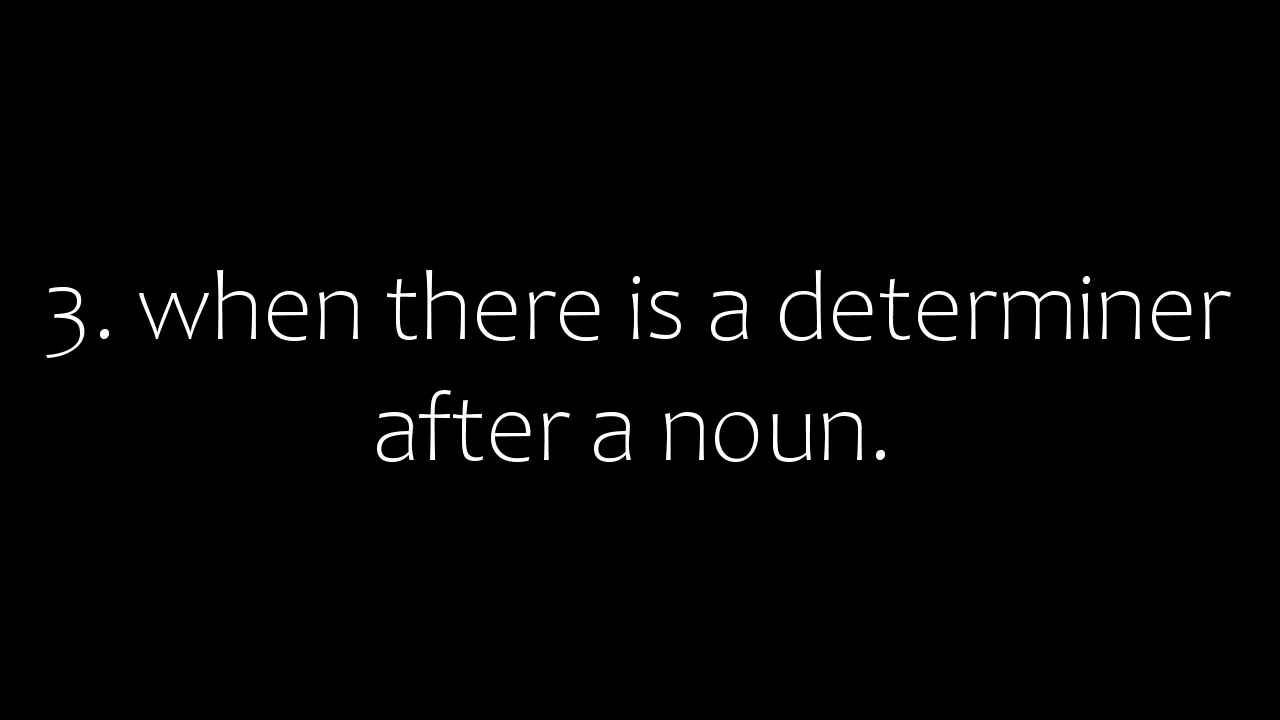 3. when there is a determiner
after a noun.